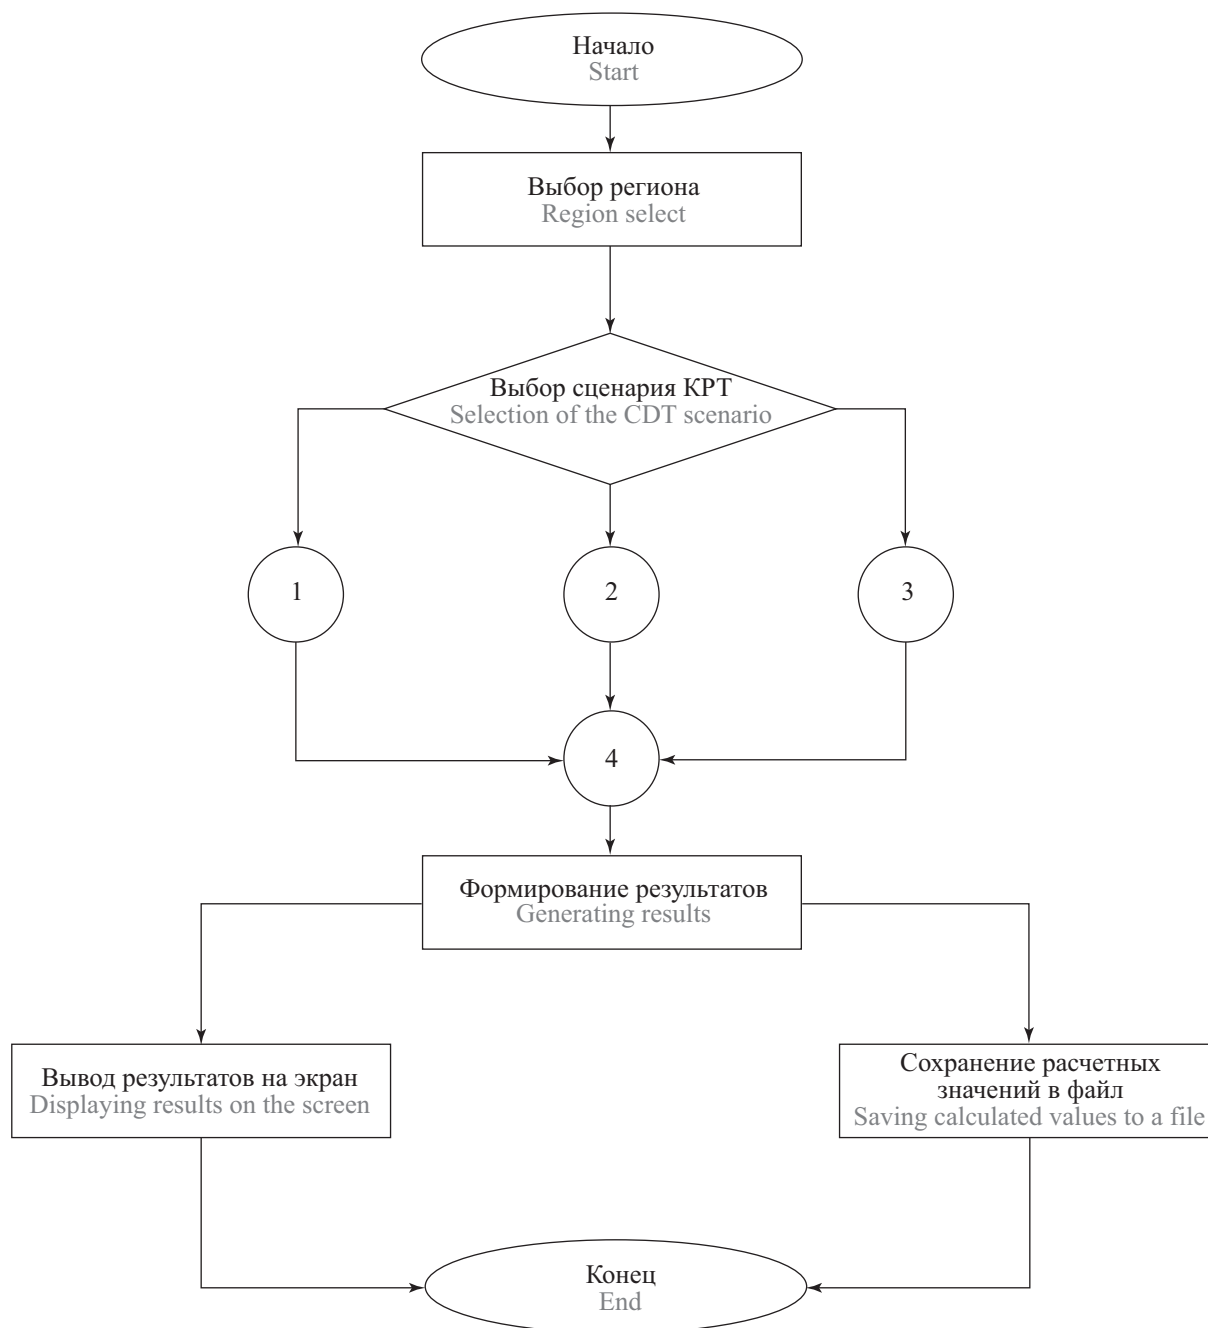 Начало
Start
Выбор региона
Region select
Выбор сценария КРТ
Selection of the CDT scenario
1
2
3
4
Формирование результатов
Generating results
Вывод результатов на экран
Displaying results on the screen
Сохранение расчетных
значений в файл
Saving calculated values to a file
Конец
End